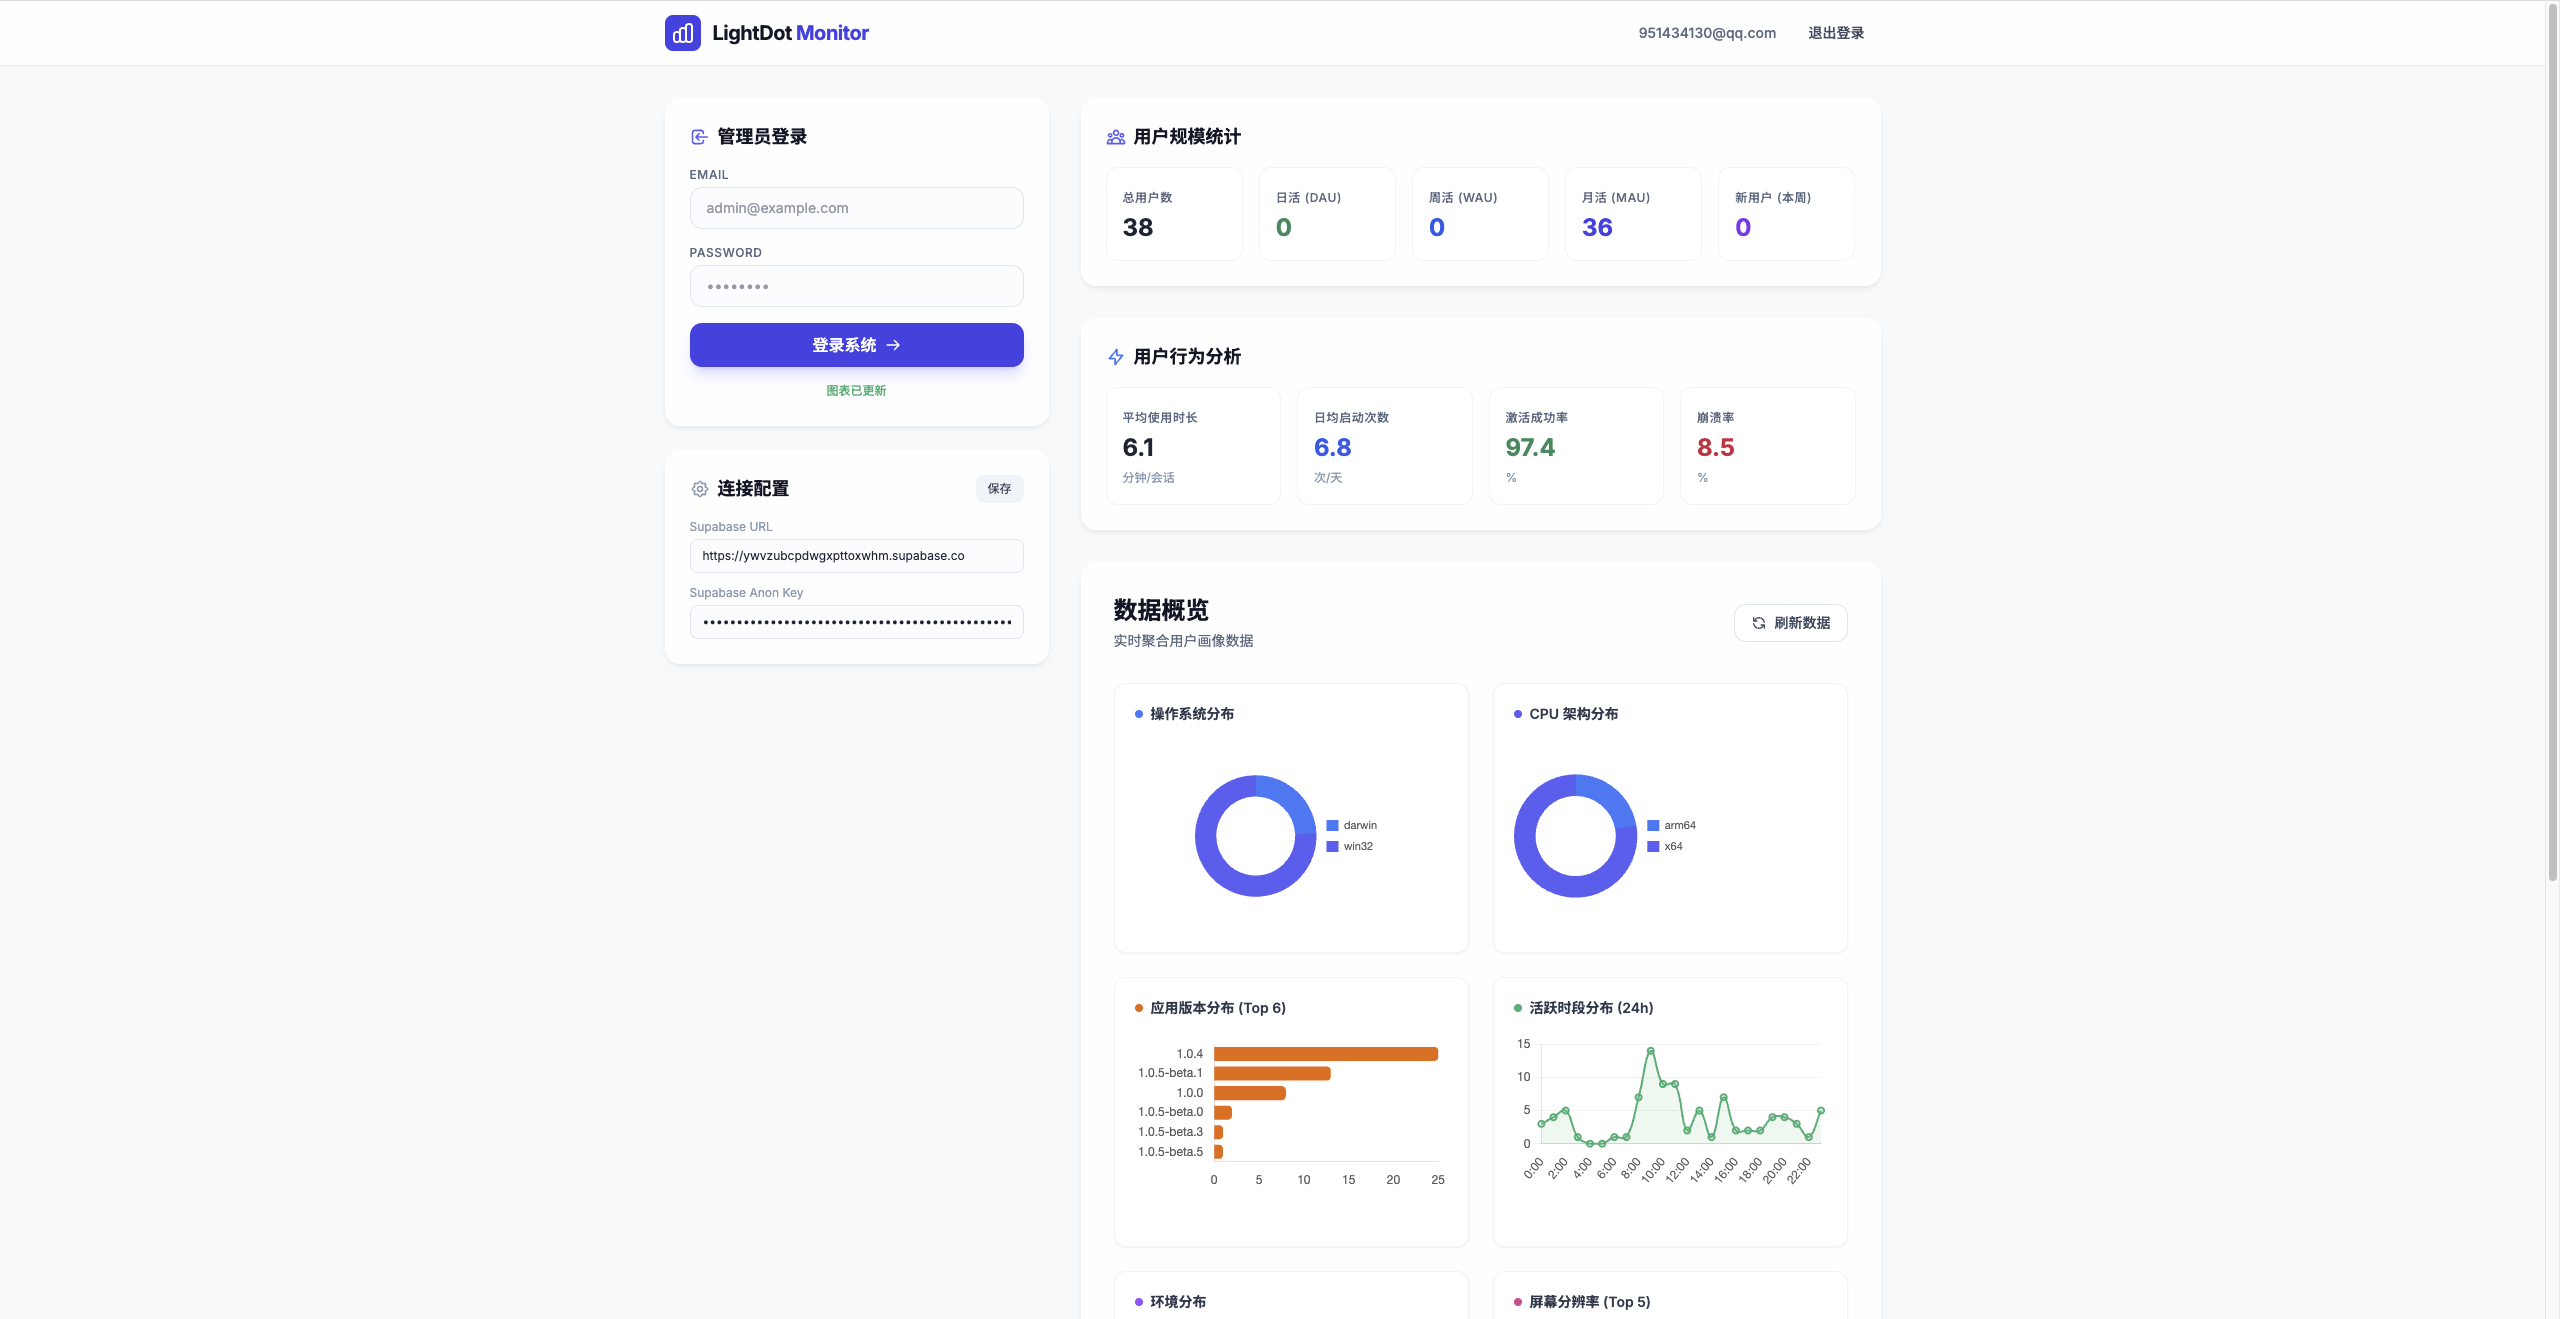 LightDot Monitor
951434130@qq.com
退出登录
管理员登录
EMAIL
admin@example.com
PASSWORD
••••••••
登录系统 →
图表已更新
连接配置
保存
Supabase URL
https://ywvzubcpdwgxpttoxwhm.supabase.co
Supabase Anon Key
用户规模统计
总用户数
38
日活 (DAU)
0
周活 (WAU)
0
月活 (MAU)
36
新用户 (本周)
0
用户行为分析
平均使用时长
6.1
分钟/会话
日均启动次数
6.8
次/天
激活成功率
97.4
%
崩溃率
8.5
%
数据概览
实时聚合用户画像数据
刷新数据
操作系统分布
darwin
win32
CPU 架构分布
arm64
x64
应用版本分布 (Top 6)
1.0.4
1.0.5-beta.1
1.0.0
1.0.5-beta.0
1.0.5-beta.3
1.0.5-beta.5
0 5 10 15 20 25
活跃时段分布 (24h)
15
10
5
0
0:00 2:00 4:00 6:00 8:00 10:00 12:00 14:00 16:00 18:00 20:00 22:00
环境分布
屏幕分辨率 (Top 5)